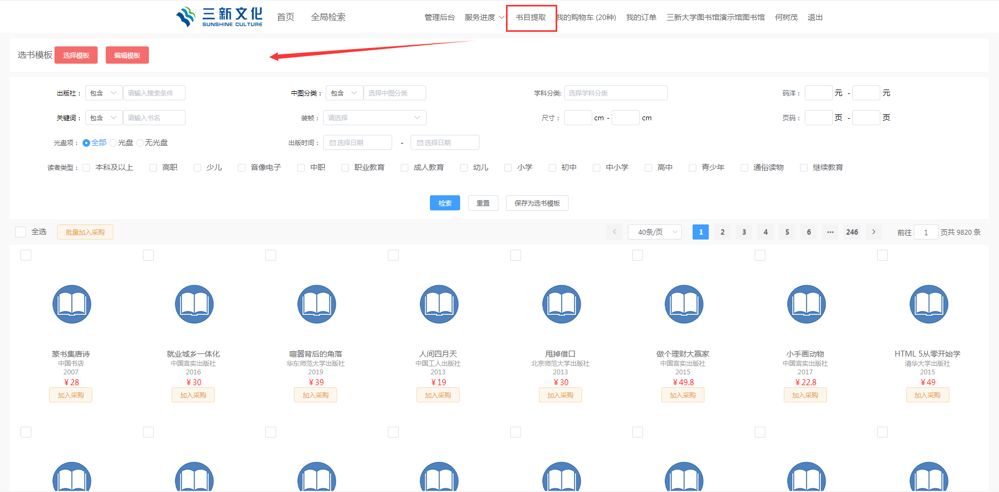 三新文化
SUNSHINE CULTURE
首页 全局检索 管理后台 服务进度 书目提取 我的购物车 (20种) 我的订单 三新大学图书馆演示馆图书馆 何树茂 退出
选书模板 选择模板 编辑模板
出版社： 包含 请输入搜索条件 中图分类： 包含 选择中图分类 学科分类: 选择学科分类 码洋： 元 - 元
关键词： 包含 请输入书名 装帧： 请选择 尺寸： cm - cm 页码： 页 - 页
光盘项： 全部 光盘 无光盘 出版时间： 选择日期 - 选择日期
读者类型： 本科及以上 高职 少儿 音像电子 中职 职业教育 成人教育 幼儿 小学 初中 中小学 高中 青少年 通俗读物 继续教育
检索 重置 保存为选书模板
全选 批量加入采购 40条/页 1 2 3 4 5 6 ··· 246 前往 1 页共 9820 条
篆书集唐诗 就业城乡一体化 喧嚣背后的角落 人间四月天 甩掉借口 做个理财大赢家 小手画动物 HTML 5从零开始学
中国书店 中国言实出版社 华东师范大学出版社 中国工人出版社 北京师范大学出版社 中国言实出版社 中国言实出版社 清华大学出版社
2007 2016 2019 2013 2013 2015 2017 2015
¥ 28 ¥ 30 ¥ 39 ¥ 19 ¥ 30 ¥ 49.8 ¥ 22.8 ¥ 49
加入采购 加入采购 加入采购 加入采购 加入采购 加入采购 加入采购 加入采购